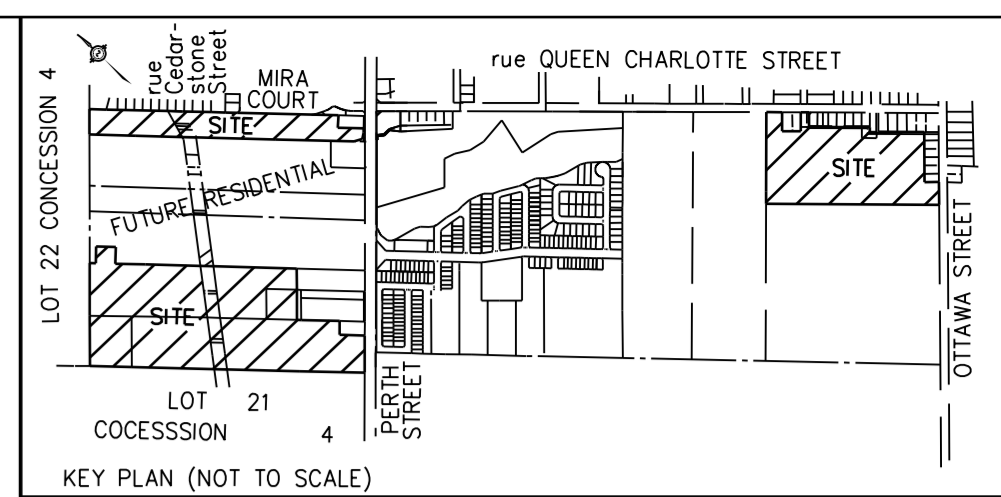 rue QUEEN CHARLOTTE STREET
rue
Cedar-
stone
Street
MIRA
COURT
SITE
LOT 22 CONCESSION 4
FUTURE RESIDENTIAL
SITE
SITE
OTTAWA STREET
PERTH
STREET
LOT 21
COCESSSION 4
KEY PLAN (NOT TO SCALE)